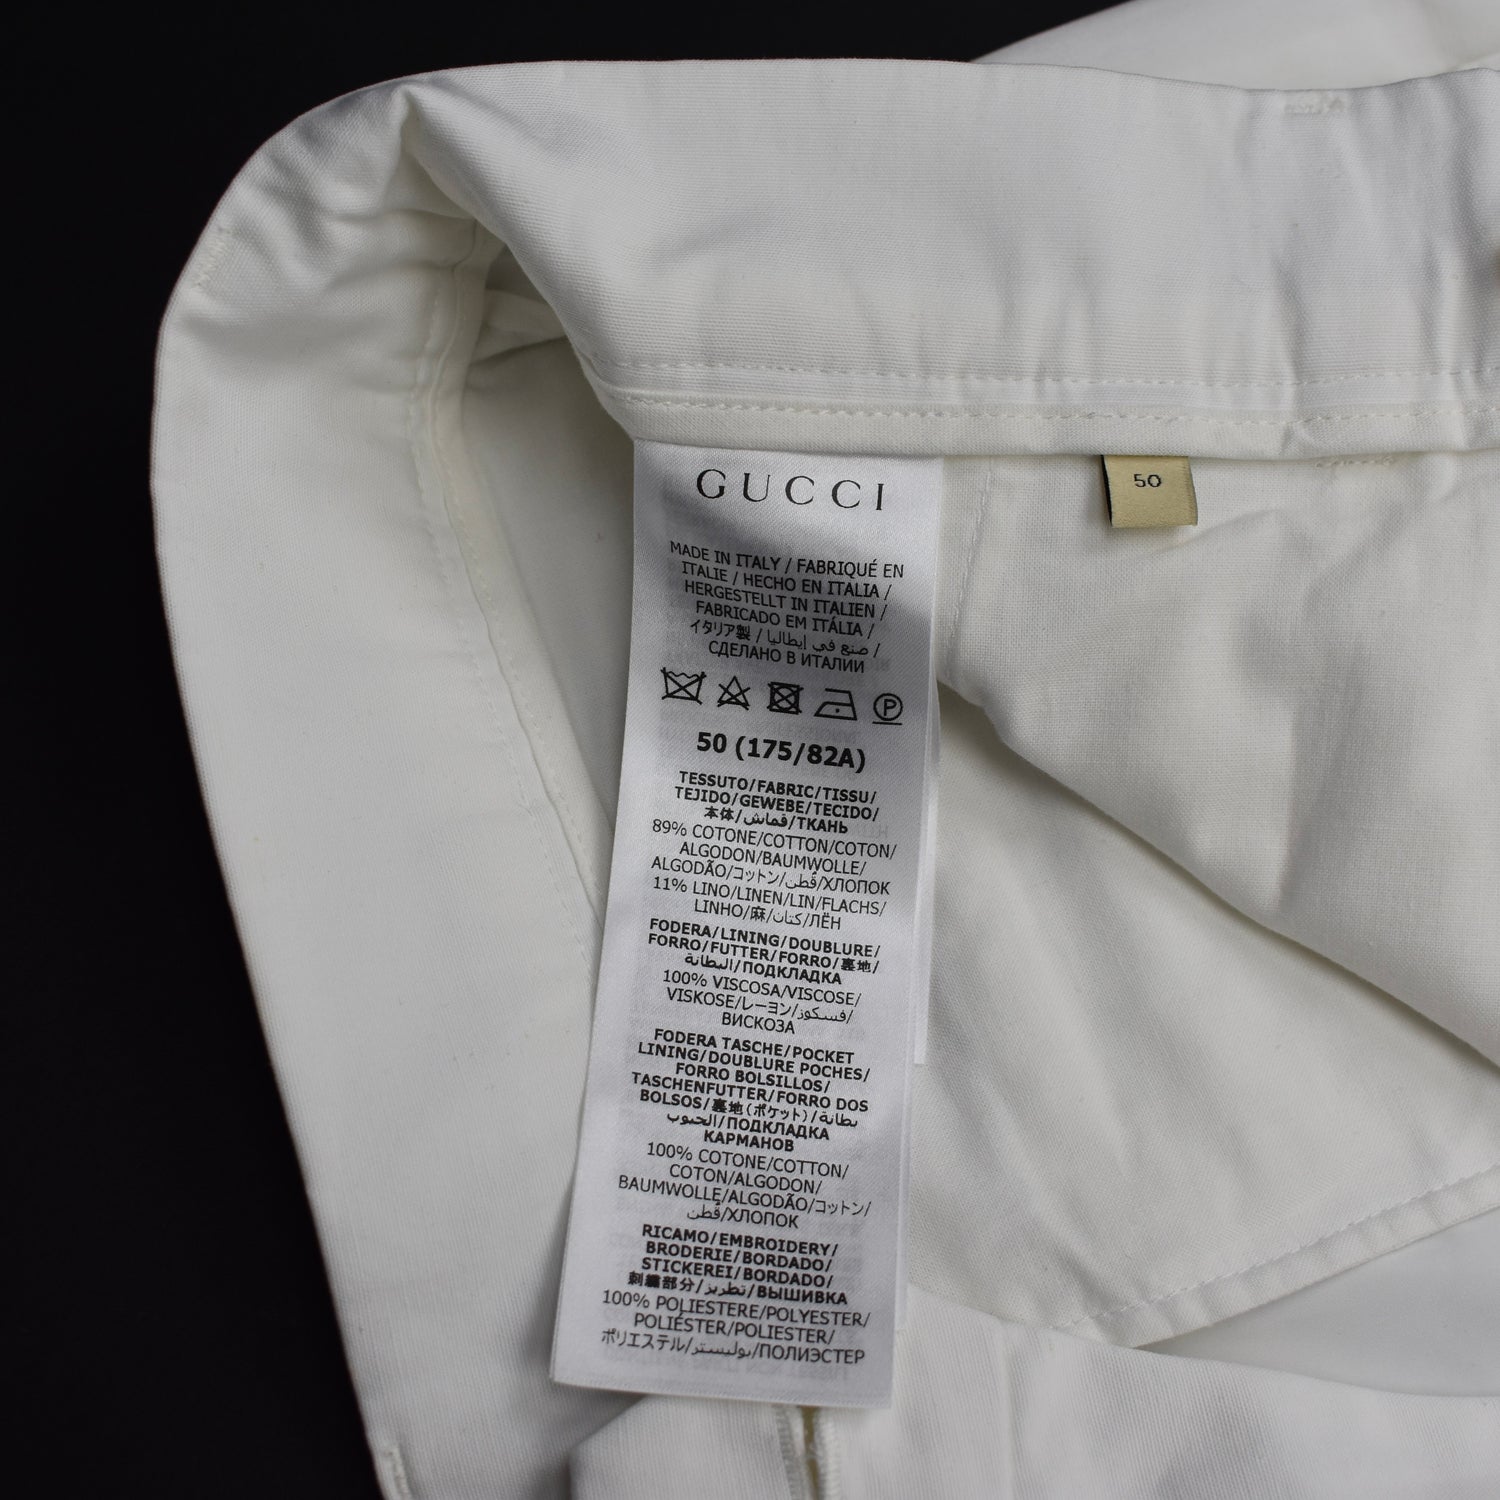 GUCCI
MADE IN ITALY / FABRIQUÉ EN
ITALIE / HECHO EN ITALIA /
HERGESTELLT IN ITALIEN /
FABRICADO EM ITÁLIA /
イタリア製 / صنع في إيطاليا /
СДЕЛАНО В ИТАЛИИ
P
50 (175/82A)
TESSUTO/FABRIC/TISSU/
TEJIDO/GEWEBE/TECIDO/
本体/قماش/ТКАНЬ
89% COTONE/COTTON/COTON/
ALGODON/BAUMWOLLE/
ALGODÃO/コットン/قطن/ХЛОПОК
11% LINO/LINEN/LIN/FLACHS/
LINHO/麻/كتان/ЛЁН
FODERA/LINING/DOUBLURE/
FORRO/FUTTER/FORRO/裏地/
البطانة/ПОДКЛАДКА
100% VISCOSA/VISCOSE/
VISKOSE/レーヨン/فسكوز/
ВИСКОЗА
FODERA TASCHE/POCKET
LINING/DOUBLURE POCHES/
FORRO BOLSILLOS/
TASCHENFUTTER/FORRO DOS
BOLSOS/裏地(ポケット)/بطانة
الجيوب/ПОДКЛАДКА
КАРМАНОВ
100% COTONE/COTTON/
COTON/ALGODON/
BAUMWOLLE/ALGODÃO/コットン/
قطن/ХЛОПОК
RICAMO/EMBROIDERY/
BRODERIE/BORDADO/
STICKEREI/BORDADO/
刺繍部分/تطريز/ВЫШИВКА
100% POLIESTERE/POLYESTER/
POLIÉSTER/POLIESTER/
ポリエステル/بوليستر/ПОЛИЭСТЕР
50